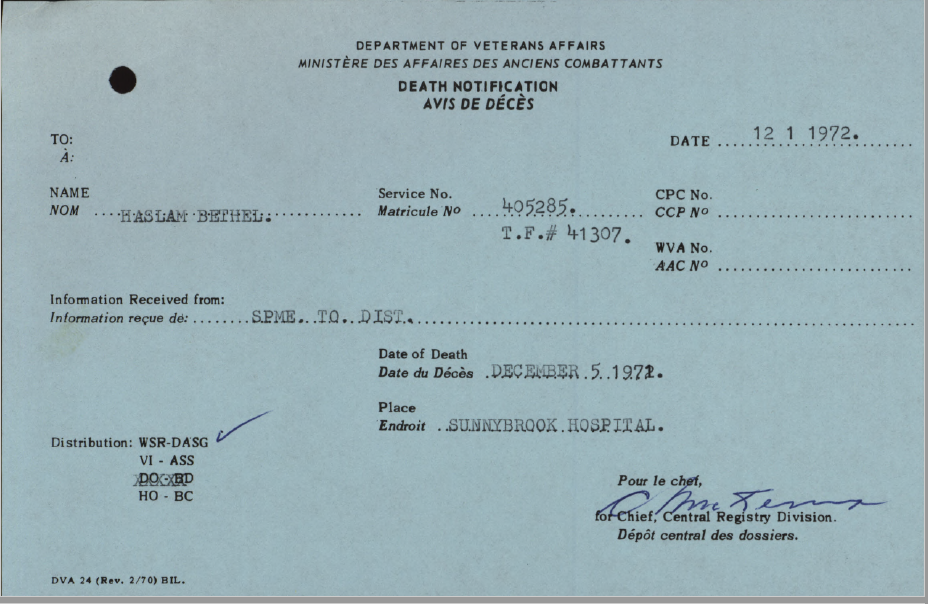 DEPARTMENT OF VETERANS AFFAIRS
MINISTÈRE DES AFFAIRES DES ANCIENS COMBATTANTS
DEATH NOTIFICATION
AVIS DE DÉCÈS
TO:
À:
DATE 12 1 1972.
NAME
NOM HASLAM BETHEL.
Service No.
Matricule Nº 405285.
T.F.# 41307.
CPC No.
CCP Nº
WVA No.
AAC Nº
Information Received from:
Information reçue de: SPME. TO. DIST.
Date of Death
Date du Décès DECEMBER 5 1971.
Place
Endroit SUNNYBROOK HOSPITAL.
Distribution: WSR-DASG
VI - ASS
DO - BD
HO - BC
Pour le chef,
for Chief, Central Registry Division.
Dépôt central des dossiers.
DVA 24 (Rev. 2/70) BIL.